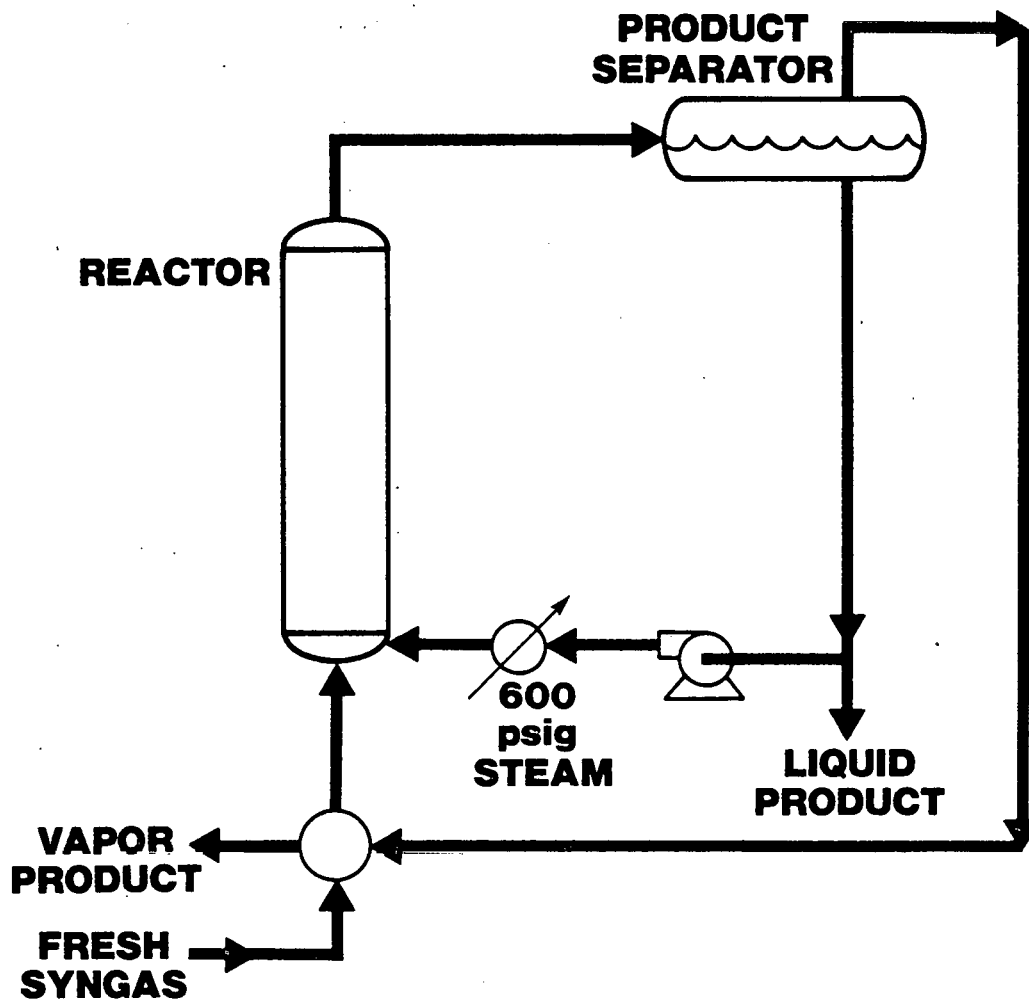 PRODUCT
SEPARATOR
REACTOR
600
psig
STEAM
LIQUID
PRODUCT
VAPOR
PRODUCT
FRESH
SYNGAS